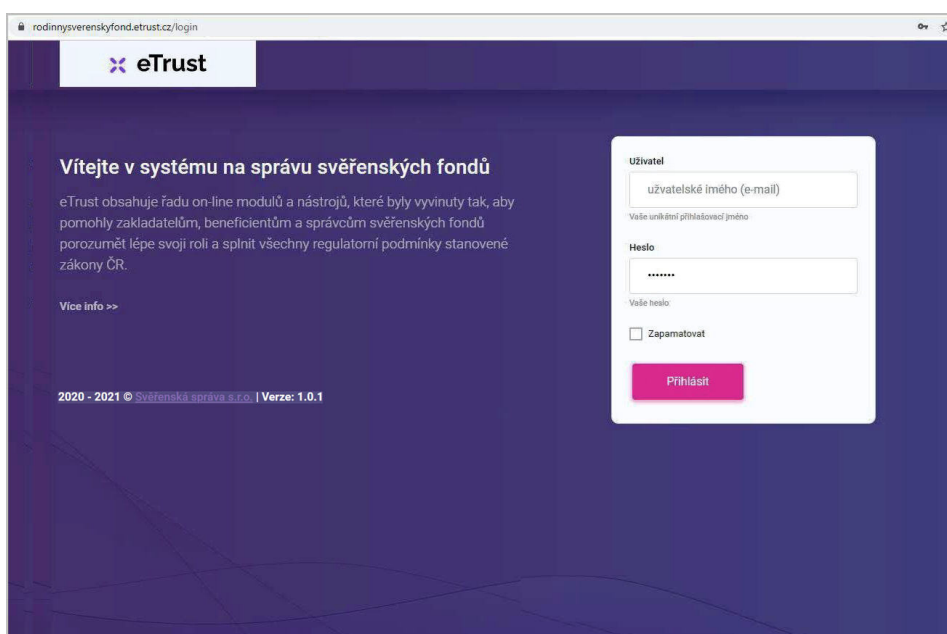 rodinnysverenskyfond.etrust.cz/login
eTrust
Vítejte v systému na správu svěřenských fondů
eTrust obsahuje řadu on-line modulů a nástrojů, které byly vyvinuty tak, aby
pomohly zakladatelům, beneficientům a správcům svěřenských fondů
porozumět lépe svoji roli a splnit všechny regulatorní podmínky stanovené
zákony ČR.
Více info >>
2020 - 2021 © Svěřenská správa s.r.o. | Verze: 1.0.1
Uživatel
užvatelské imého (e-mail)
Vaše unikátní přihlašovací jméno
Heslo
•••••••
Vaše heslo
Zapamatovat
Přihlásit